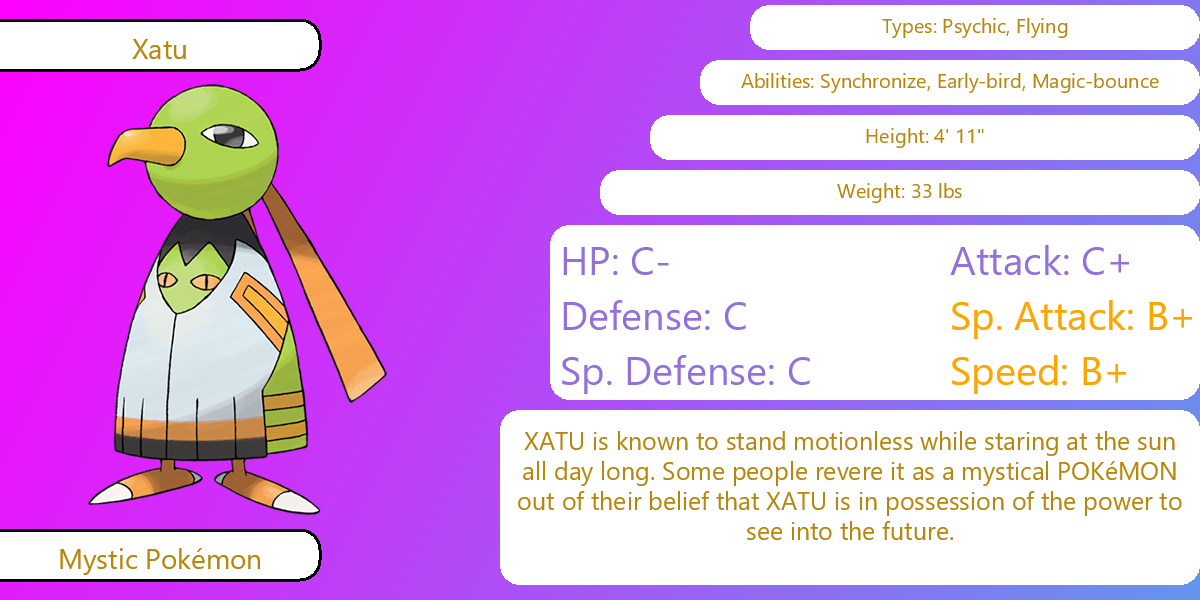 Xatu
Types: Psychic, Flying
Abilities: Synchronize, Early-bird, Magic-bounce
Height: 4' 11"
Weight: 33 lbs
HP: C-
Attack: C+
Defense: C
Sp. Attack: B+
Sp. Defense: C
Speed: B+
XATU is known to stand motionless while staring at the sun
all day long. Some people revere it as a mystical POKéMON
out of their belief that XATU is in possession of the power to
see into the future.
Mystic Pokémon